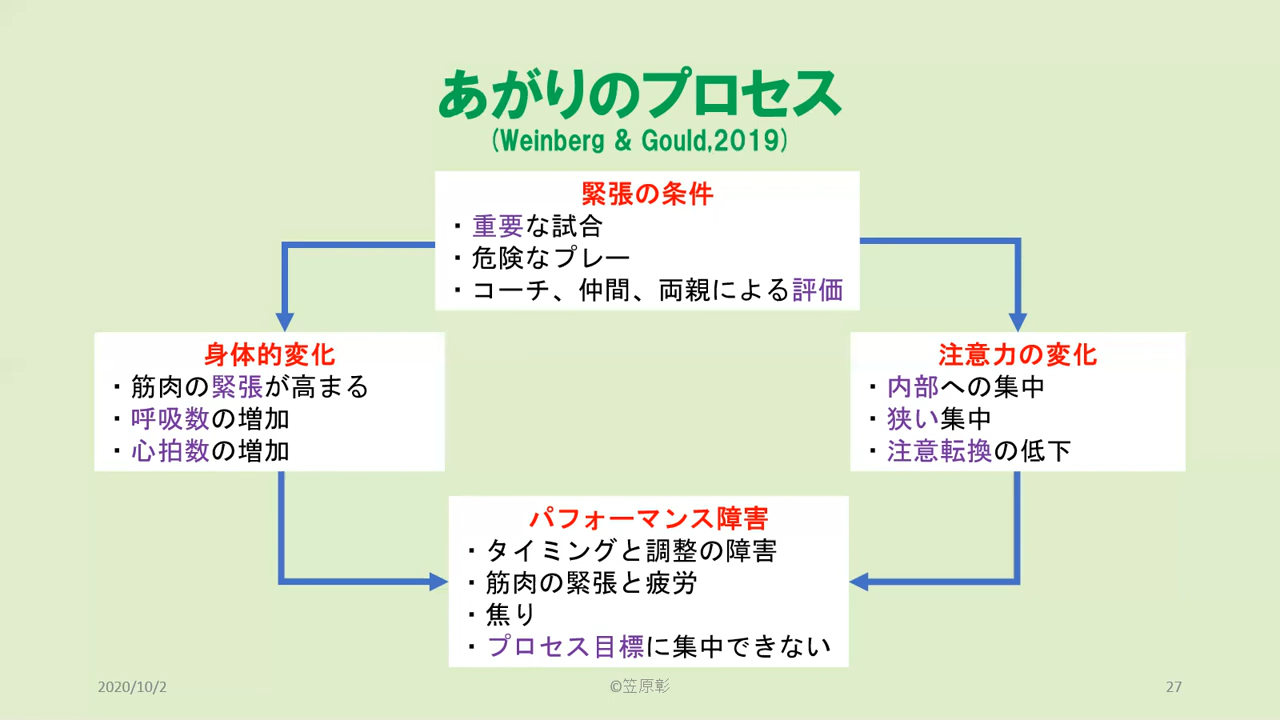 あがりのプロセス
(Weinberg & Gould,2019)
緊張の条件
・重要な試合
・危険なプレー
・コーチ、仲間、両親による評価
身体的変化
・筋肉の緊張が高まる
・呼吸数の増加
・心拍数の増加
注意力の変化
・内部への集中
・狭い集中
・注意転換の低下
パフォーマンス障害
・タイミングと調整の障害
・筋肉の緊張と疲労
・焦り
・プロセス目標に集中できない
2020/10/2
©笠原彰
27